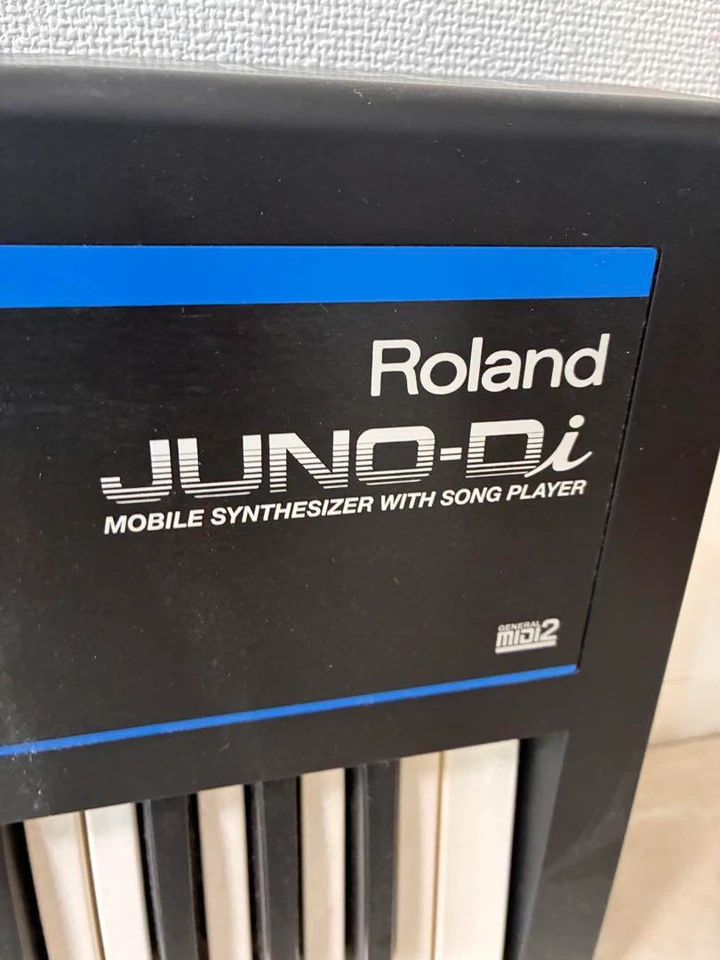 Roland
JUNO-Di
MOBILE SYNTHESIZER WITH SONG PLAYER
GENERAL
MIDI2